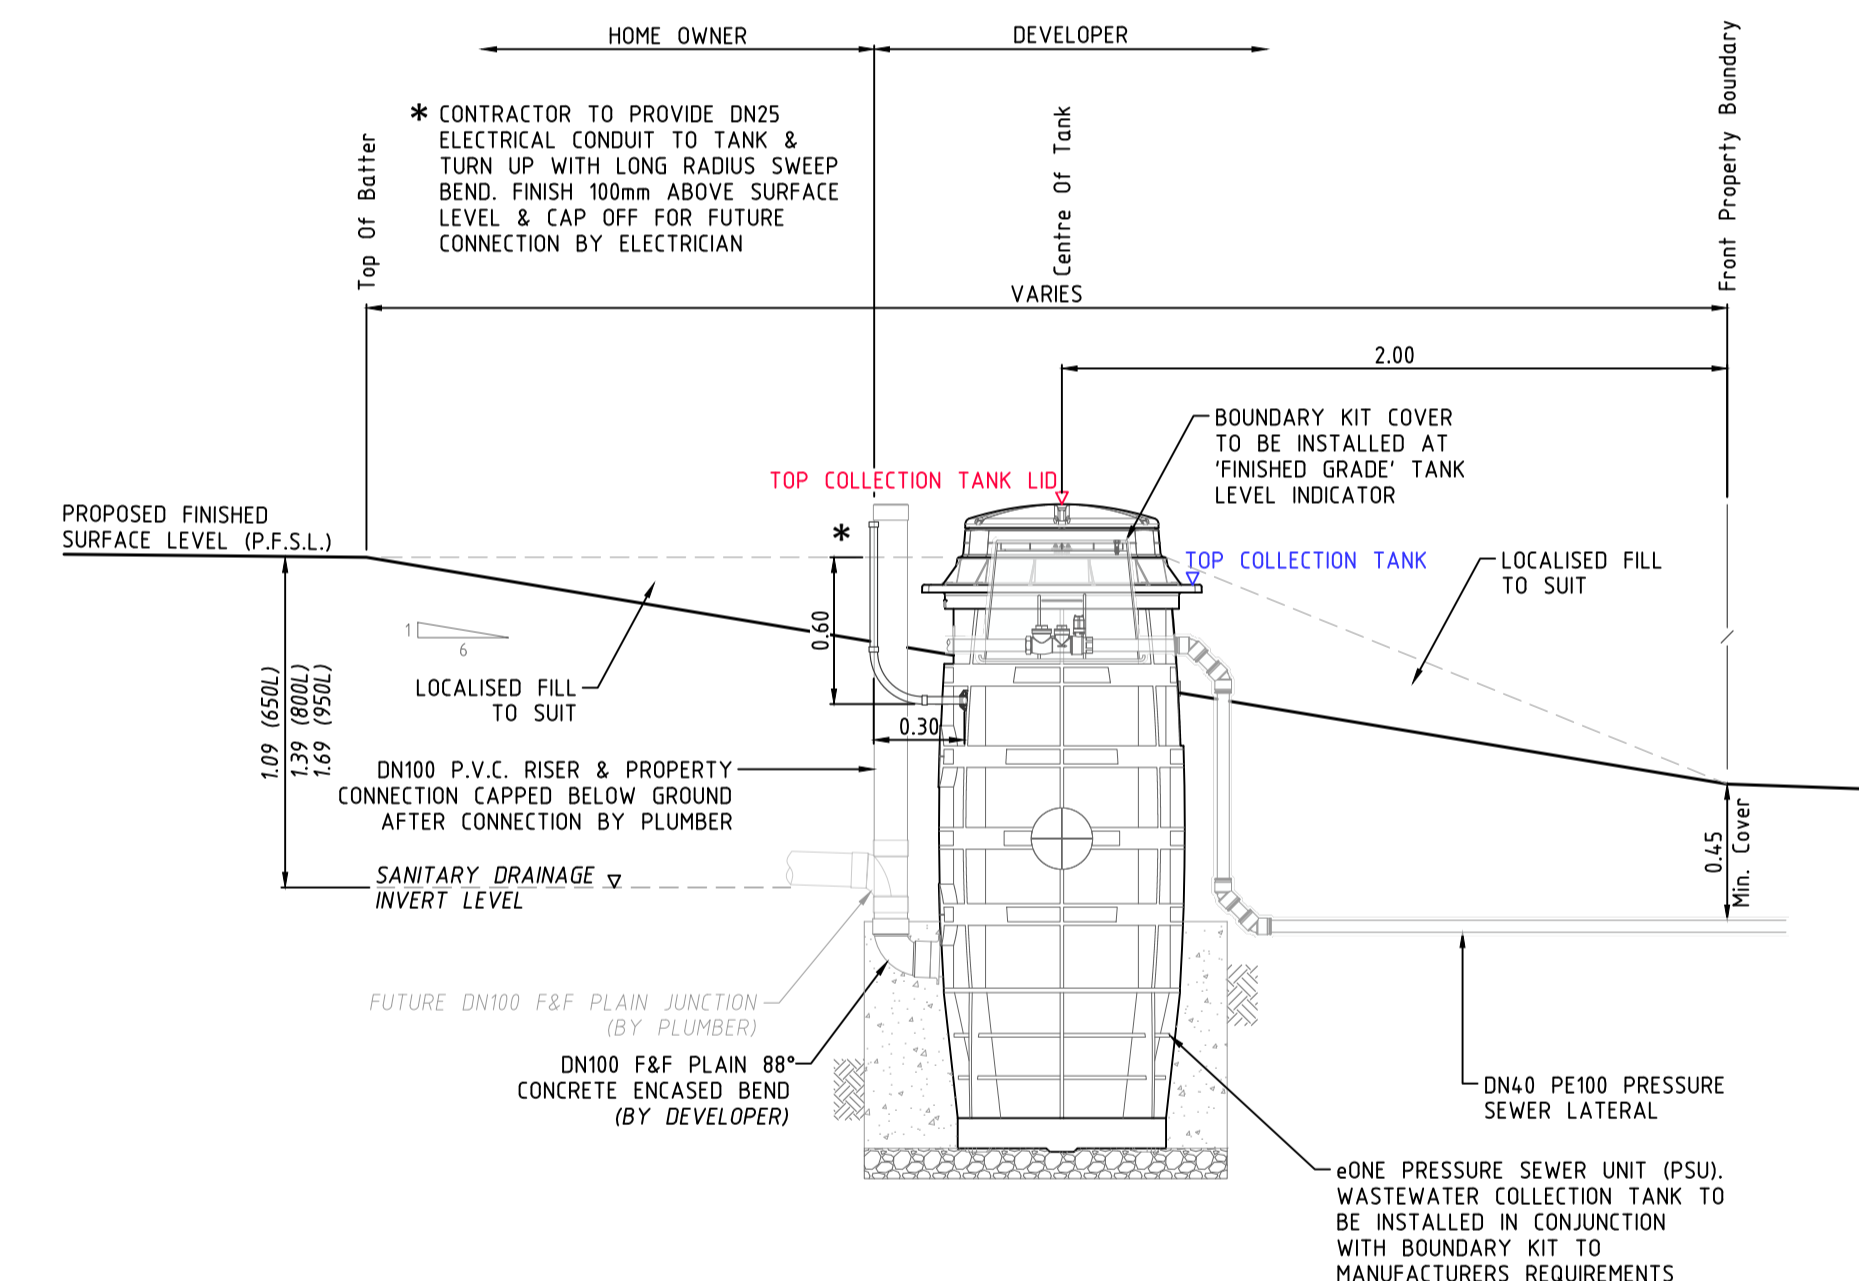 HOME OWNER
DEVELOPER
* CONTRACTOR TO PROVIDE DN25
ELECTRICAL CONDUIT TO TANK &
TURN UP WITH LONG RADIUS SWEEP
BEND. FINISH 100mm ABOVE SURFACE
LEVEL & CAP OFF FOR FUTURE
CONNECTION BY ELECTRICIAN
Top Of Batter
Centre Of Tank
Front Property Boundary
VARIES
2.00
BOUNDARY KIT COVER
TO BE INSTALLED AT
'FINISHED GRADE' TANK
LEVEL INDICATOR
TOP COLLECTION TANK LID
PROPOSED FINISHED
SURFACE LEVEL (P.F.S.L.)
*
TOP COLLECTION TANK
LOCALISED FILL
TO SUIT
0.60
1
6
LOCALISED FILL
TO SUIT
1.09 (650L)
1.39 (800L)
1.69 (950L)
0.30
DN100 P.V.C. RISER & PROPERTY
CONNECTION CAPPED BELOW GROUND
AFTER CONNECTION BY PLUMBER
0.45
Min. Cover
SANITARY DRAINAGE
INVERT LEVEL
FUTURE DN100 F&F PLAIN JUNCTION
(BY PLUMBER)
DN100 F&F PLAIN 88°
CONCRETE ENCASED BEND
(BY DEVELOPER)
DN40 PE100 PRESSURE
SEWER LATERAL
eONE PRESSURE SEWER UNIT (PSU).
WASTEWATER COLLECTION TANK TO
BE INSTALLED IN CONJUNCTION
WITH BOUNDARY KIT TO
MANUFACTURERS REQUIREMENTS